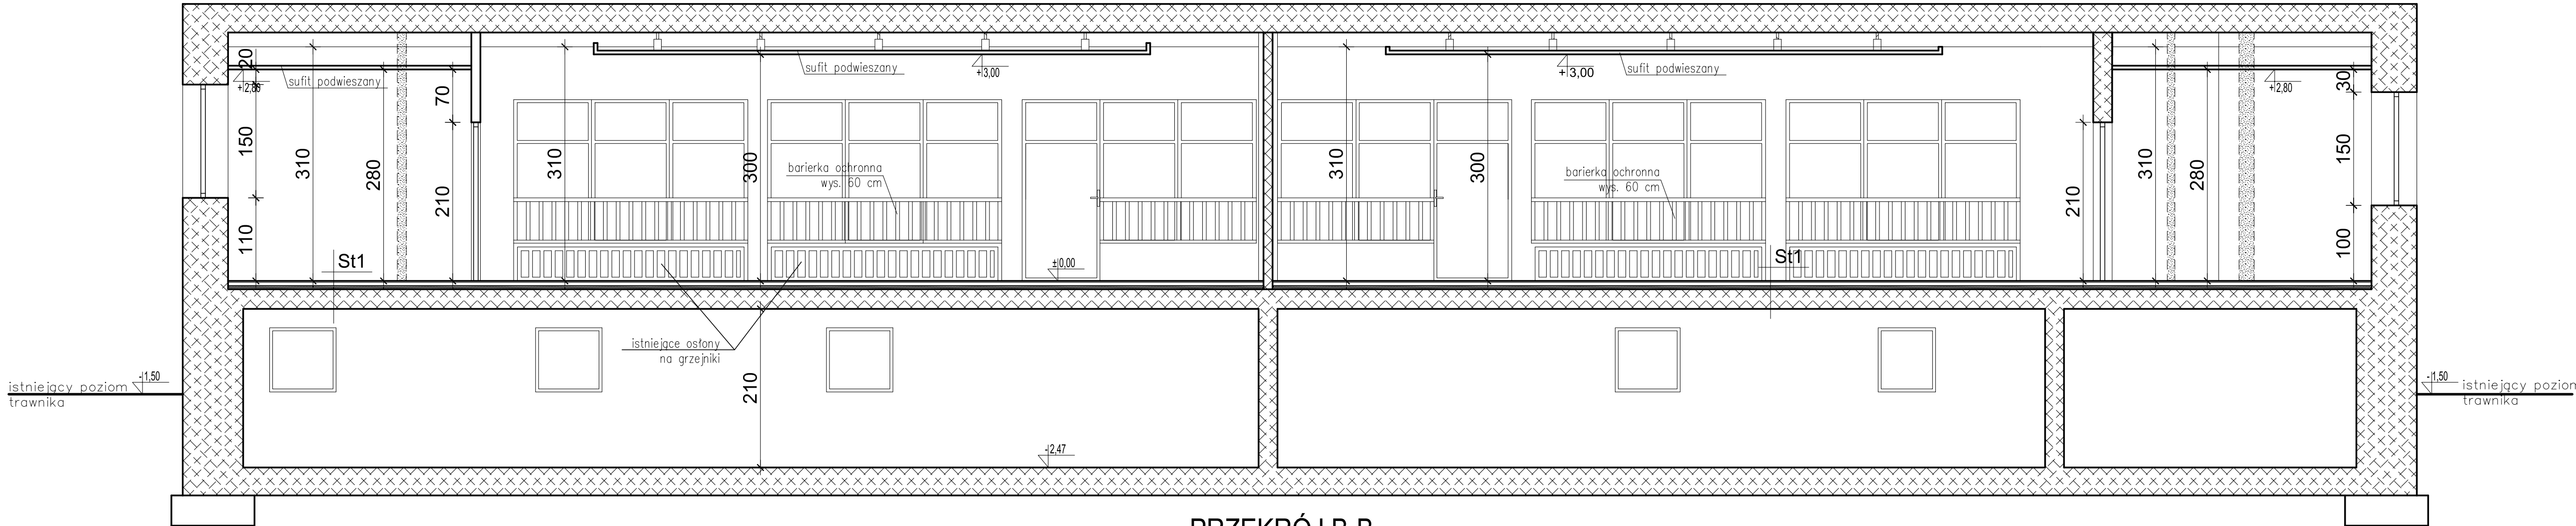 20
sufit podwieszany
+2,80
70
150
310
280
210
110
St1
310
sufit podwieszany
+3,00
300
barierka ochronna
wys. 60 cm
±0,00
310
300
+3,00
sufit podwieszany
barierka ochronna
wys. 60 cm
St1
210
310
280
+2,80
30
150
100
istniejące osłony
na grzejniki
210
-2,47
istniejący poziom
trawnika
-1,50
-1,50
istniejący poziom
trawnika
PRZEKRÓJ B-B